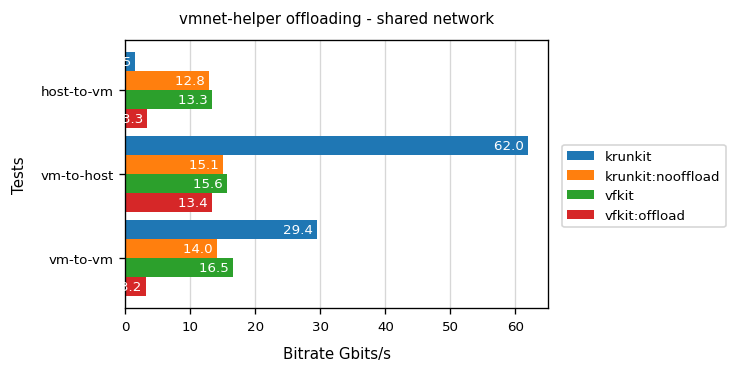 vmnet-helper offloading - shared network
host-to-vm
12.8
13.3
3.3
62.0
vm-to-host
15.1
15.6
13.4
29.4
vm-to-vm
14.0
16.5
3.2
0 10 20 30 40 50 60
Bitrate Gbits/s
Tests
krunkit
krunkit:nooffload
vfkit
vfkit:offload